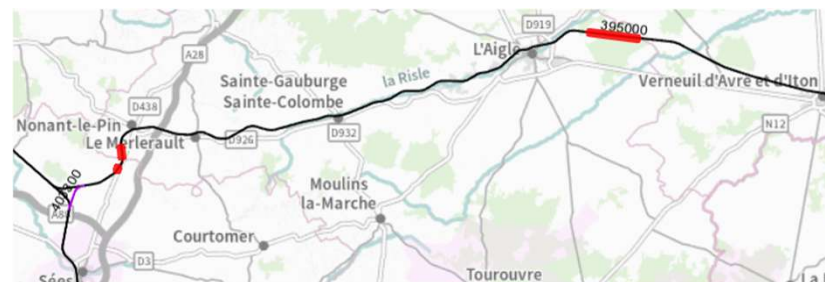 395000
D919
L'Aigle
A28
la Risle
Sainte-Gauburge
Sainte-Colombe
Verneuil d'Avre et d'Iton
D438
Nonant-le-Pin
Le Merlerault
D926
D932
N12
Moulins
la-Marche
Courtomer
D3
Sées
Tourouvre